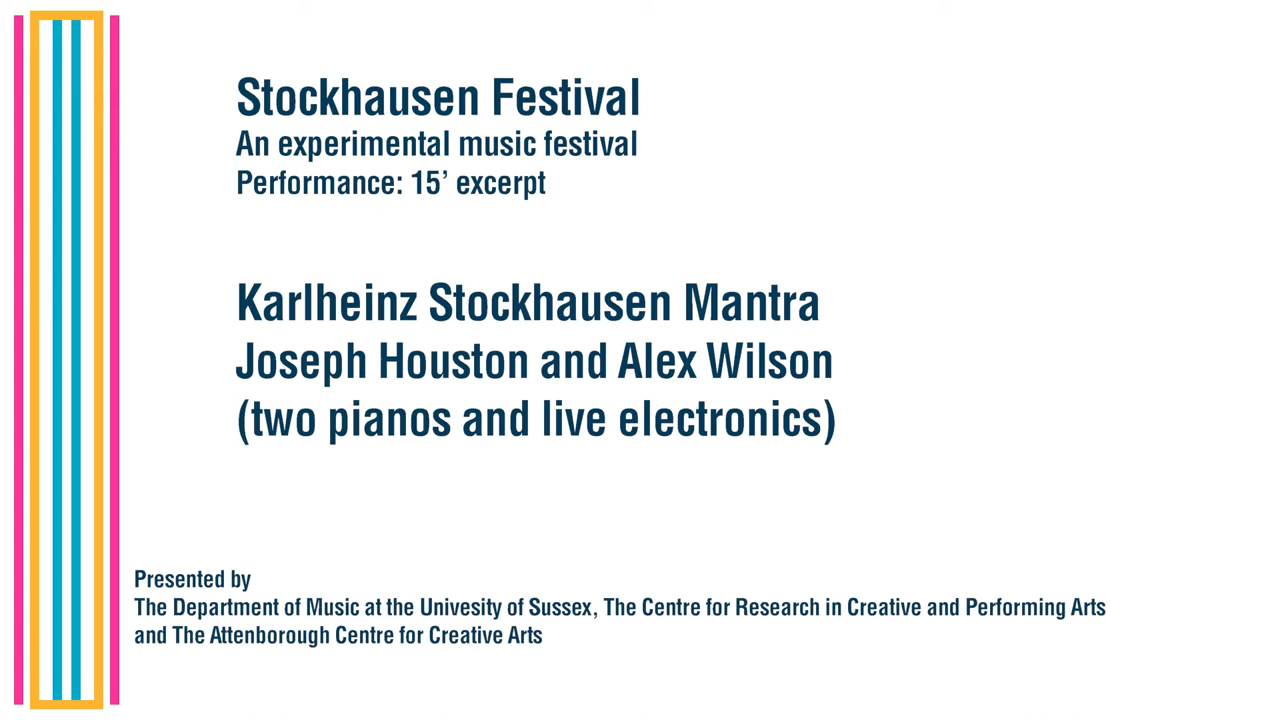 Stockhausen Festival
An experimental music festival
Performance: 15’ excerpt
Karlheinz Stockhausen Mantra
Joseph Houston and Alex Wilson
(two pianos and live electronics)
Presented by
The Department of Music at the Univesity of Sussex, The Centre for Research in Creative and Performing Arts
and The Attenborough Centre for Creative Arts